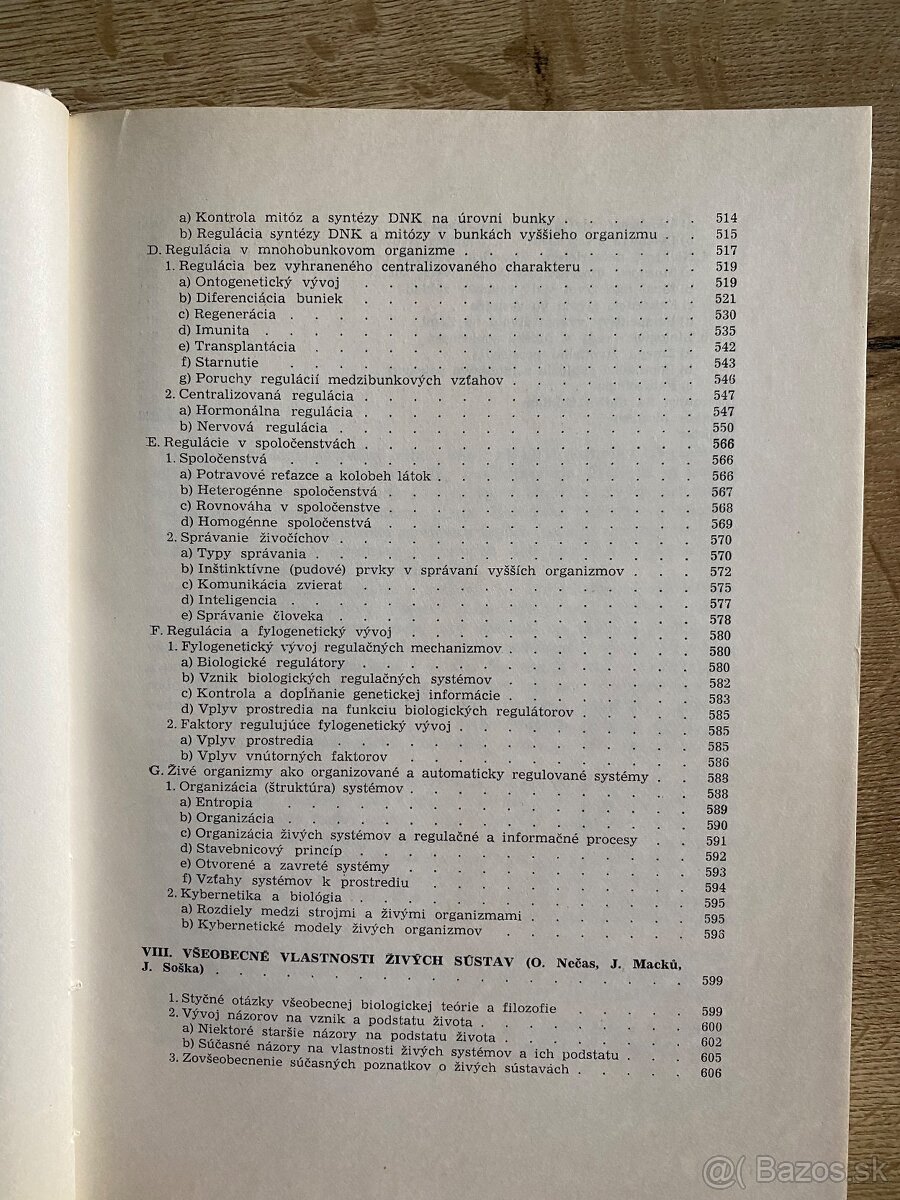 a) Kontrola mitóz a syntézy DNK na úrovni bunky . . . . . . 514
b) Regulácia syntézy DNK a mitózy v bunkách vyššieho organizmu . . 515
D. Regulácia v mnohobunkovom organizme . . . . . . . . . . 517
1. Regulácia bez vyhraneného centralizovaného charakteru . . . . . 519
a) Ontogenetický vývoj . . . . . . . . . . . . . 519
b) Diferenciácia buniek . . . . . . . . . . . . . 521
c) Regenerácia . . . . . . . . . . . . . . . 530
d) Imunita . . . . . . . . . . . . . . . . 535
e) Transplantácia . . . . . . . . . . . . . . 542
f) Starnutie . . . . . . . . . . . . . . . 543
g) Poruchy regulácií medzibunkových vzťahov . . . . . . . . 546
2. Centralizovaná regulácia . . . . . . . . . . . . . 547
a) Hormonálna regulácia . . . . . . . . . . . . . 547
b) Nervová regulácia . . . . . . . . . . . . . . 550
E. Regulácie v spoločenstvách . . . . . . . . . . . . . 566
1. Spoločenstvá . . . . . . . . . . . . . . . . 566
a) Potravové reťazce a kolobeh látok . . . . . . . . . . 566
b) Heterogénne spoločenstvá . . . . . . . . . . . . 567
c) Rovnováha v spoločenstve . . . . . . . . . . . . 568
d) Homogénne spoločenstvá . . . . . . . . . . . . 569
2. Správanie živočíchov . . . . . . . . . . . . . . 570
a) Typy správania . . . . . . . . . . . . . . 570
b) Inštinktívne (pudové) prvky v správaní vyšších organizmov . . . 572
c) Komunikácia zvierat . . . . . . . . . . . . . 575
d) Inteligencia . . . . . . . . . . . . . . . 577
e) Správanie človeka . . . . . . . . . . . . . . 578
F. Regulácia a fylogenetický vývoj . . . . . . . . . . . . 580
1. Fylogenetický vývoj regulačných mechanizmov . . . . . . . . 580
a) Biologické regulátory . . . . . . . . . . . . . 580
b) Vznik biologických regulačných systémov . . . . . . . . 582
c) Kontrola a dopĺňanie genetickej informácie . . . . . . . . 583
d) Vplyv prostredia na funkciu biologických regulátorov . . . . . 585
2. Faktory regulujúce fylogenetický vývoj . . . . . . . . . . 585
a) Vplyv prostredia . . . . . . . . . . . . . . 585
b) Vplyv vnútorných faktorov . . . . . . . . . . . . 586
G. Živé organizmy ako organizované a automaticky regulované systémy . . 588
1. Organizácia (štruktúra) systémov . . . . . . . . . . . 588
a) Entropia . . . . . . . . . . . . . . . . 589
b) Organizácia . . . . . . . . . . . . . . . 590
c) Organizácia živých systémov a regulačné a informačné procesy . . 591
d) Stavebnicový princíp . . . . . . . . . . . . . 592
e) Otvorené a zavreté systémy . . . . . . . . . . . . 593
f) Vzťahy systémov k prostrediu . . . . . . . . . . . 594
2. Kybernetika a biológia . . . . . . . . . . . . . . 595
a) Rozdiely medzi strojmi a živými organizmami . . . . . . . 595
b) Kybernetické modely živých organizmov . . . . . . . . 596
VIII. VŠEOBECNÉ VLASTNOSTI ŽIVÝCH SÚSTAV (O. Nečas, J. Macků,
J. Soška) . . . . . . . . . . . . . . . . . . . 599
1. Styčné otázky všeobecnej biologickej teórie a filozofie . . . . . 599
2. Vývoj názorov na vznik a podstatu života . . . . . . . . . 600
a) Niektoré staršie názory na podstatu života . . . . . . . . 602
b) Súčasné názory na vlastnosti živých systémov a ich podstatu . . . 605
3. Zovšeobecnenie súčasných poznatkov o živých sústavách . . . . . 606
@( Bazos.sk